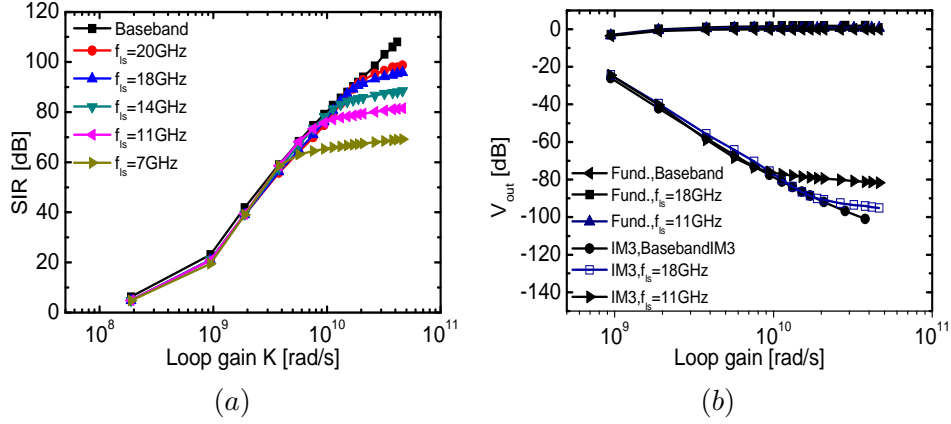 (a)
SIR [dB]
120
100
80
60
40
20
0
Baseband
f_ls=20GHz
f_ls=18GHz
f_ls=14GHz
f_ls=11GHz
f_ls=7GHz
10^8
10^9
10^10
10^11
Loop gain K [rad/s]
(a)
(b)
V_out [dB]
0
-20
-40
-60
-80
-100
-120
-140
Fund.,Baseband
Fund.,f_ls=18GHz
Fund.,f_ls=11GHz
IM3,BasebandIM3
IM3,f_ls=18GHz
IM3,f_ls=11GHz
10^9
10^10
10^11
Loop gain [rad/s]
(b)